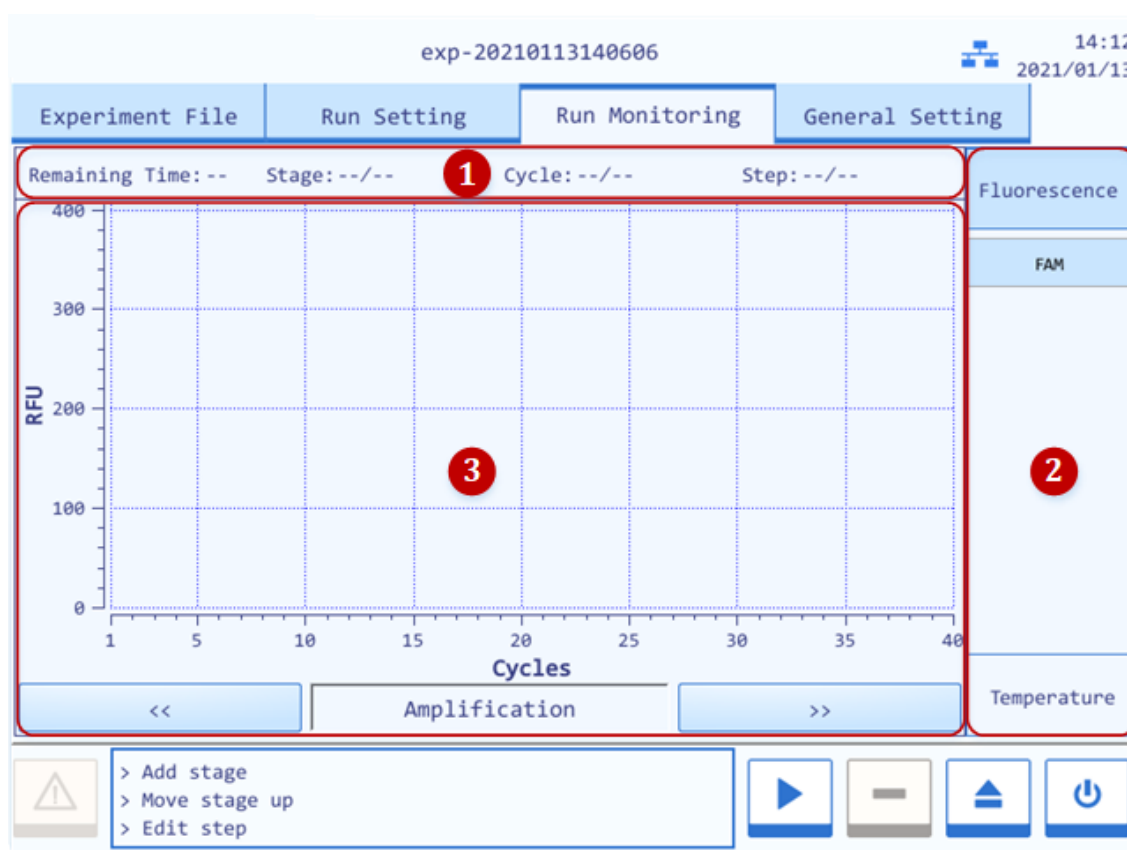 exp-20210113140606
14:12
2021/01/13
Experiment File Run Setting Run Monitoring General Setting
Remaining Time:-- Stage:--/-- 1 Cycle:--/-- Step:--/--
Fluorescence
FAM
400
300
200
100
0
RFU
3
2
1 5 10 15 20 25 30 35 40
Cycles
<< Amplification >>
Temperature
> Add stage
> Move stage up
> Edit step